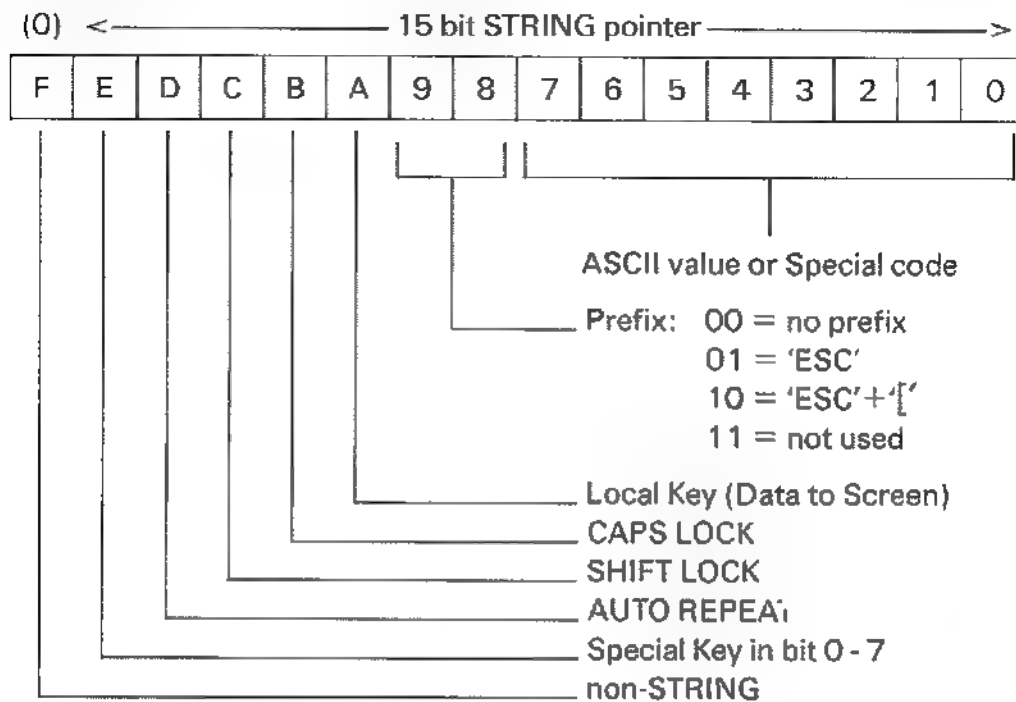 (0) <— 15 bit STRING pointer —>
F E D C B A 9 8 7 6 5 4 3 2 1 0
ASCII value or Special code
Prefix: 00 = no prefix
01 = 'ESC'
10 = 'ESC'+'['
11 = not used
Local Key (Data to Screen)
CAPS LOCK
SHIFT LOCK
AUTO REPEAT
Special Key in bit 0 - 7
non-STRING